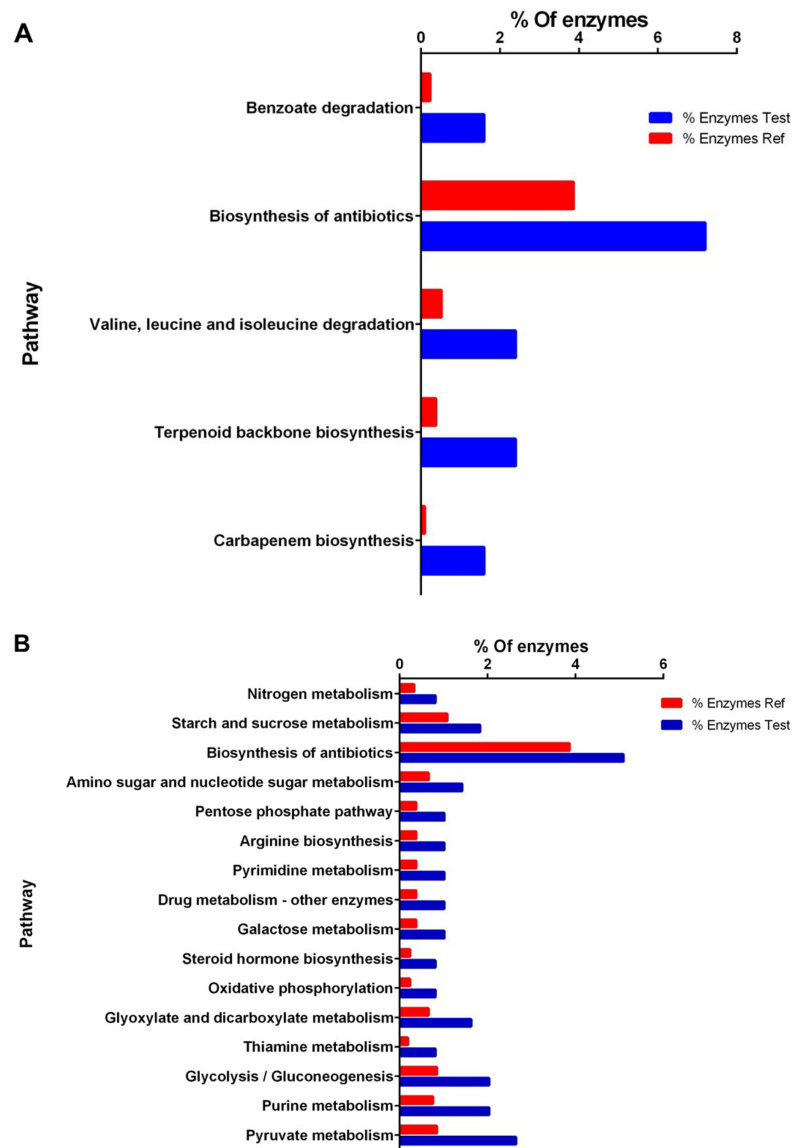 A
% Of enzymes
0 2 4 6 8
Benzoate degradation
% Enzymes Test
% Enzymes Ref
Biosynthesis of antibiotics
Pathway
Valine, leucine and isoleucine degradation
Terpenoid backbone biosynthesis
Carbapenem biosynthesis
B
% Of enzymes
0 2 4 6
Nitrogen metabolism
% Enzymes Ref
Starch and sucrose metabolism
% Enzymes Test
Biosynthesis of antibiotics
Amino sugar and nucleotide sugar metabolism
Pentose phosphate pathway
Arginine biosynthesis
Pyrimidine metabolism
Drug metabolism - other enzymes
Pathway
Galactose metabolism
Steroid hormone biosynthesis
Oxidative phosphorylation
Glyoxylate and dicarboxylate metabolism
Thiamine metabolism
Glycolysis / Gluconeogenesis
Purine metabolism
Pyruvate metabolism